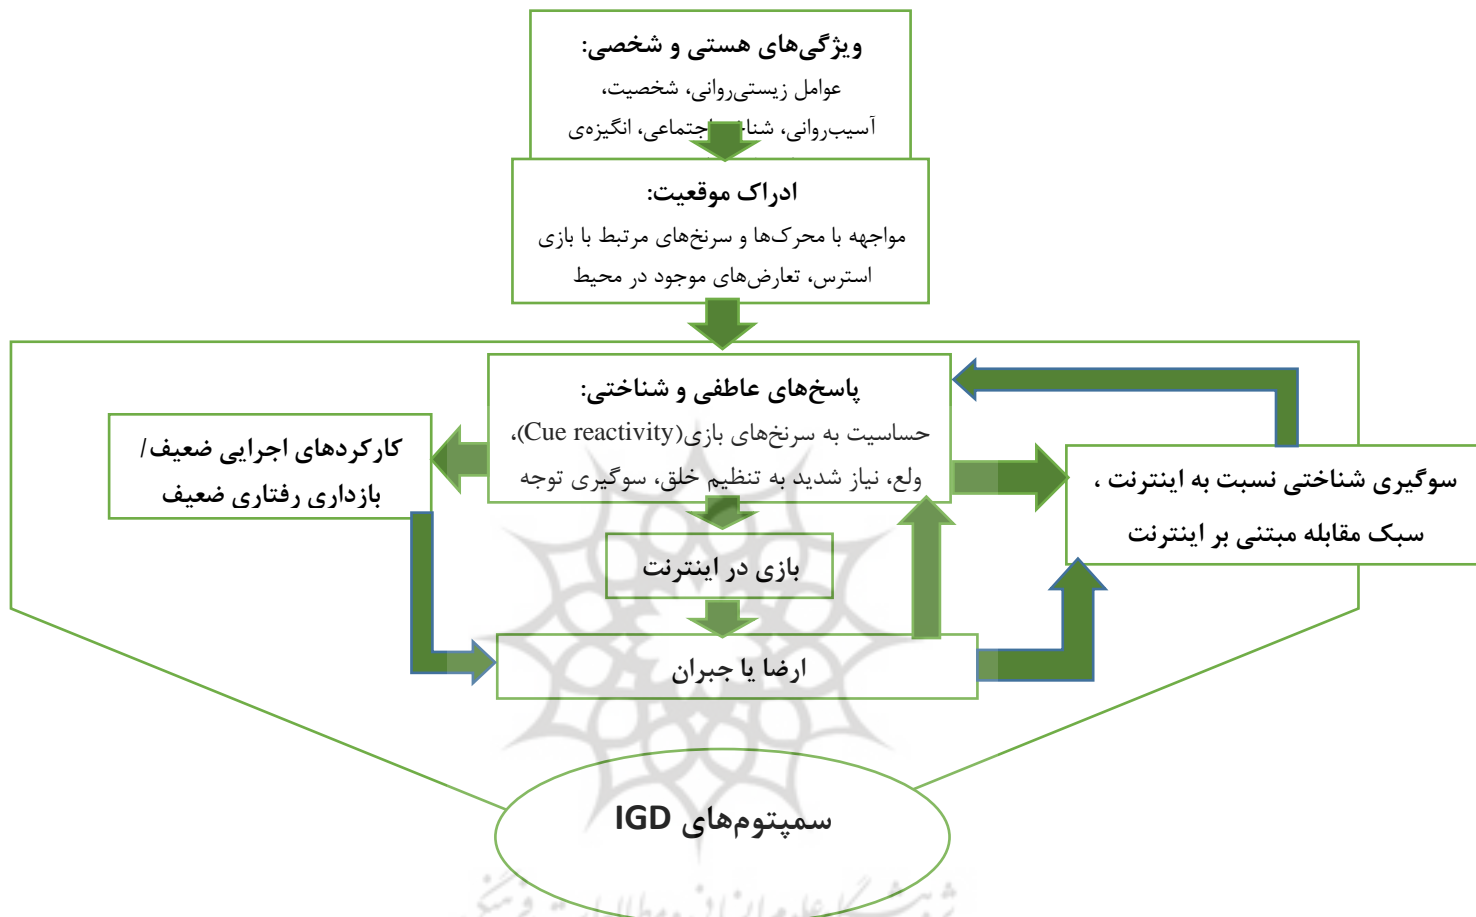 ویژگی‌های هستی و شخصی:
عوامل زیستی‌روانی، شخصیت،
آسیب‌روانی، اجتماعی، انگیزه‌ی
ادراک موقعیت:
مواجهه با محرک‌ها و سرنخ‌های مرتبط با بازی
استرس، تعارض‌های موجود در محیط
پاسخ‌های عاطفی و شناختی:
حساسیت به سرنخ‌های بازی(Cue reactivity)،
ولع، نیاز شدید به تنظیم خلق، سوگیری توجه
سوگیری شناختی نسبت به اینترنت ،
سبک مقابله مبتنی بر اینترنت
کارکردهای اجرایی ضعیف/
بازداری رفتاری ضعیف
بازی در اینترنت
ارضا یا جبران
سمپتوم‌های IGD